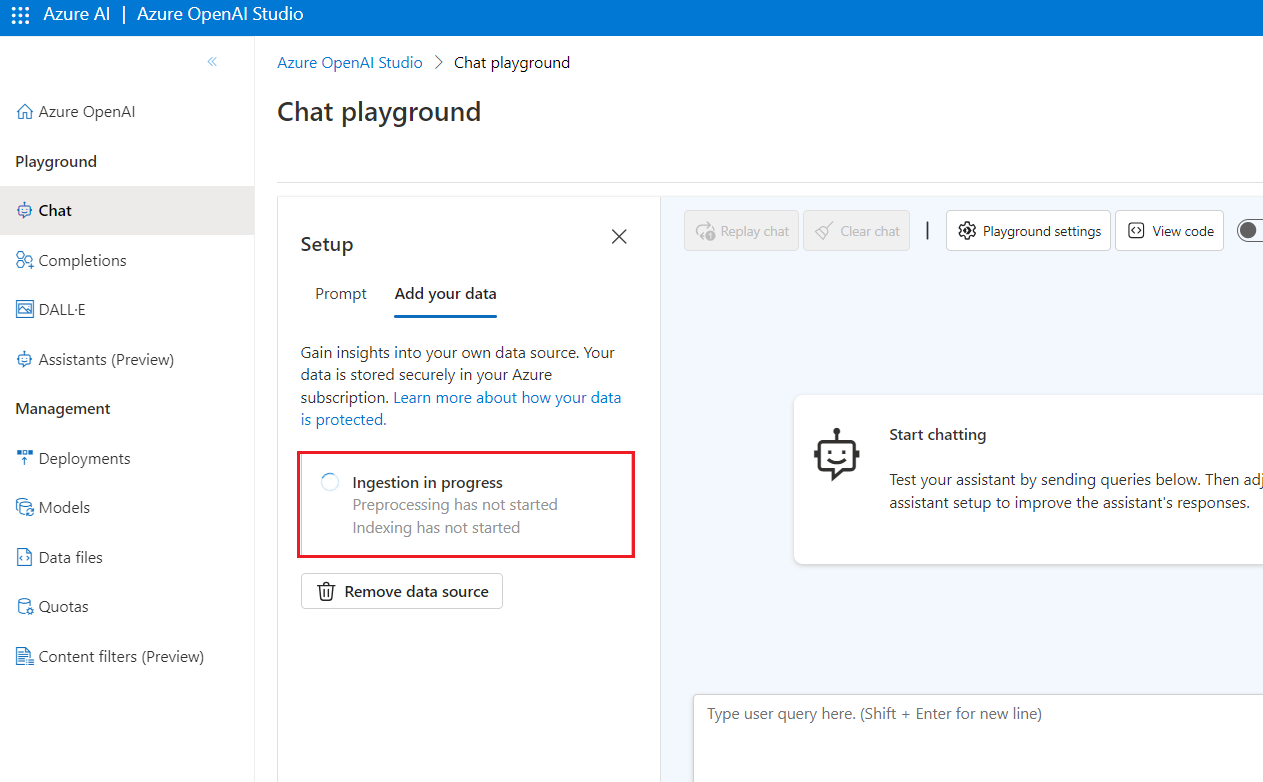 Azure AI | Azure OpenAI Studio
Azure OpenAI Studio > Chat playground
Chat playground
Azure OpenAI
Playground
Chat
Completions
DALL·E
Assistants (Preview)
Management
Deployments
Models
Data files
Quotas
Content filters (Preview)
Setup
Prompt
Add your data
Gain insights into your own data source. Your
data is stored securely in your Azure
subscription. Learn more about how your data
is protected.
Ingestion in progress
Preprocessing has not started
Indexing has not started
Remove data source
Replay chat
Clear chat
Playground settings
View code
Start chatting
Test your assistant by sending queries below. Then adj
assistant setup to improve the assistant's responses.
Type user query here. (Shift + Enter for new line)